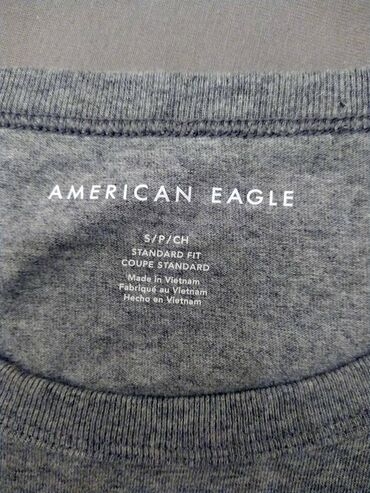 AMERICAN EAGLE
S/P/CH
STANDARD FIT
COUPE STANDARD
Made in Vietnam
Fabriqué au Vietnam
Hecho en Vietnam